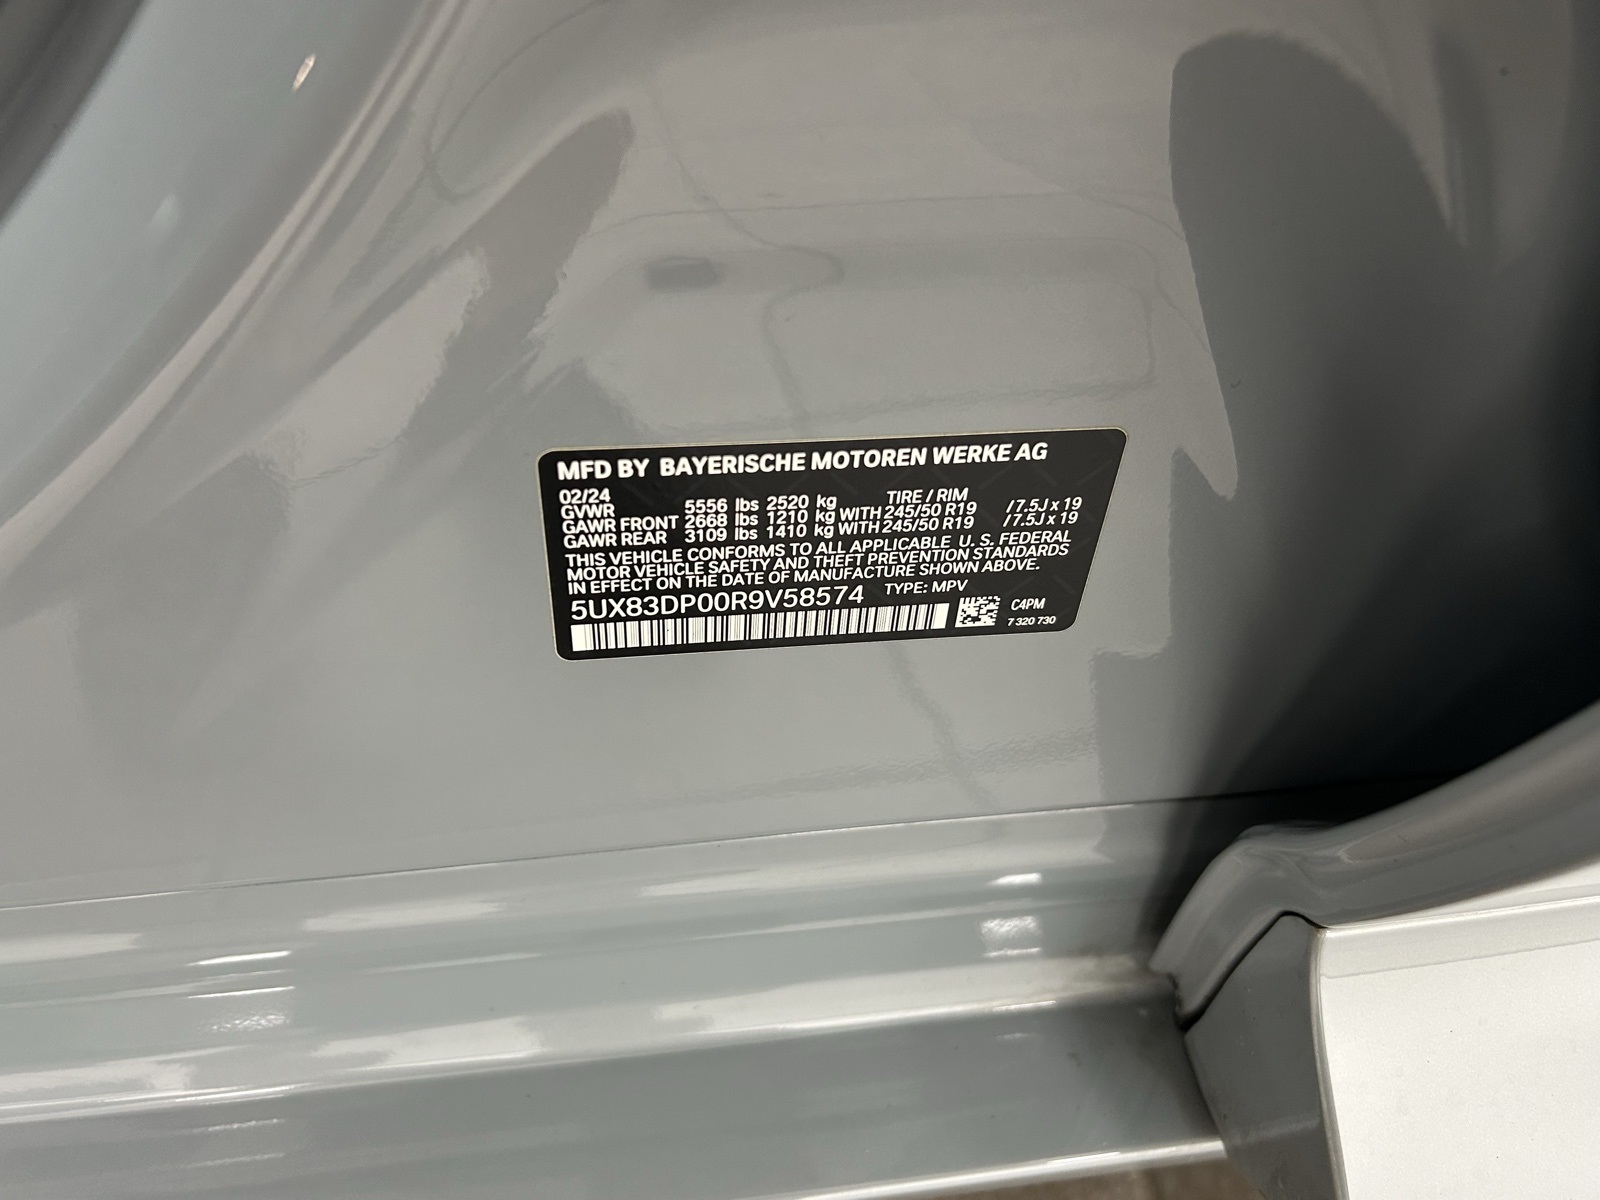 MFD BY BAYERISCHE MOTOREN WERKE AG
02/24 TIRE / RIM
GVWR 5556 lbs 2520 kg
GAWR FRONT 2668 lbs 1210 kg WITH 245/50 R19 / 7.5J x 19
GAWR REAR 3109 lbs 1410 kg WITH 245/50 R19 / 7.5J x 19
THIS VEHICLE CONFORMS TO ALL APPLICABLE U. S. FEDERAL
MOTOR VEHICLE SAFETY AND THEFT PREVENTION STANDARDS
IN EFFECT ON THE DATE OF MANUFACTURE SHOWN ABOVE.
5UX83DP00R9V58574 TYPE: MPV
C4PM
7 320 730